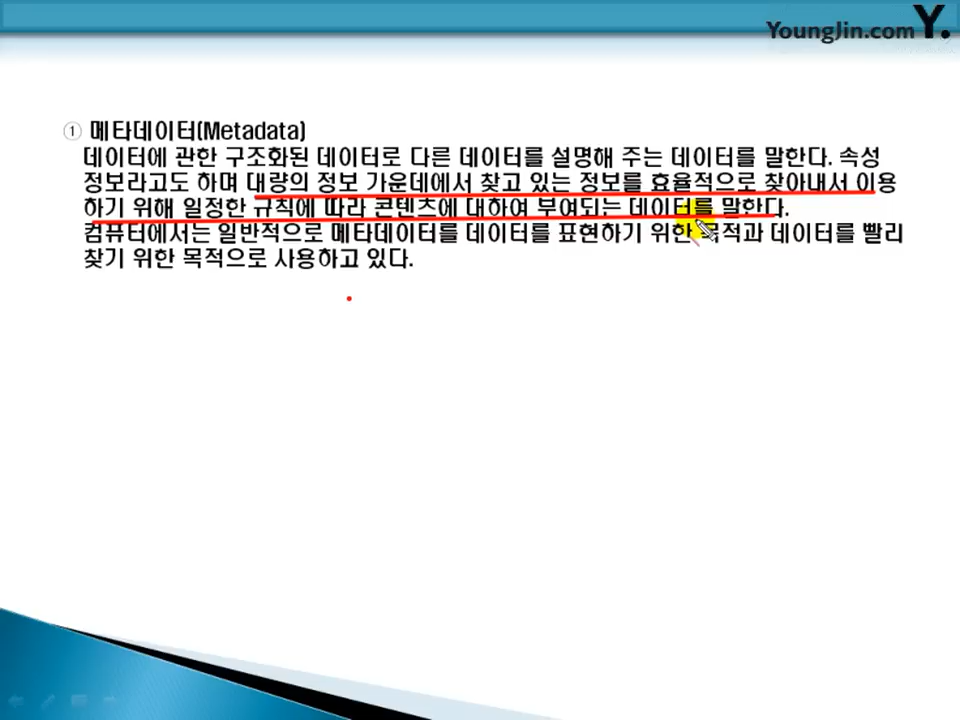 YoungJin.com Y.
① 메타데이터(Metadata)
데이터에 관한 구조화된 데이터로 다른 데이터를 설명해 주는 데이터를 말한다. 속성
정보라고도 하며 대량의 정보 가운데에서 찾고 있는 정보를 효율적으로 찾아내서 이용
하기 위해 일정한 규칙에 따라 콘텐츠에 대하여 부여되는 데이터를 말한다.
컴퓨터에서는 일반적으로 메타데이터를 데이터를 표현하기 위한 목적과 데이터를 빨리
찾기 위한 목적으로 사용하고 있다.